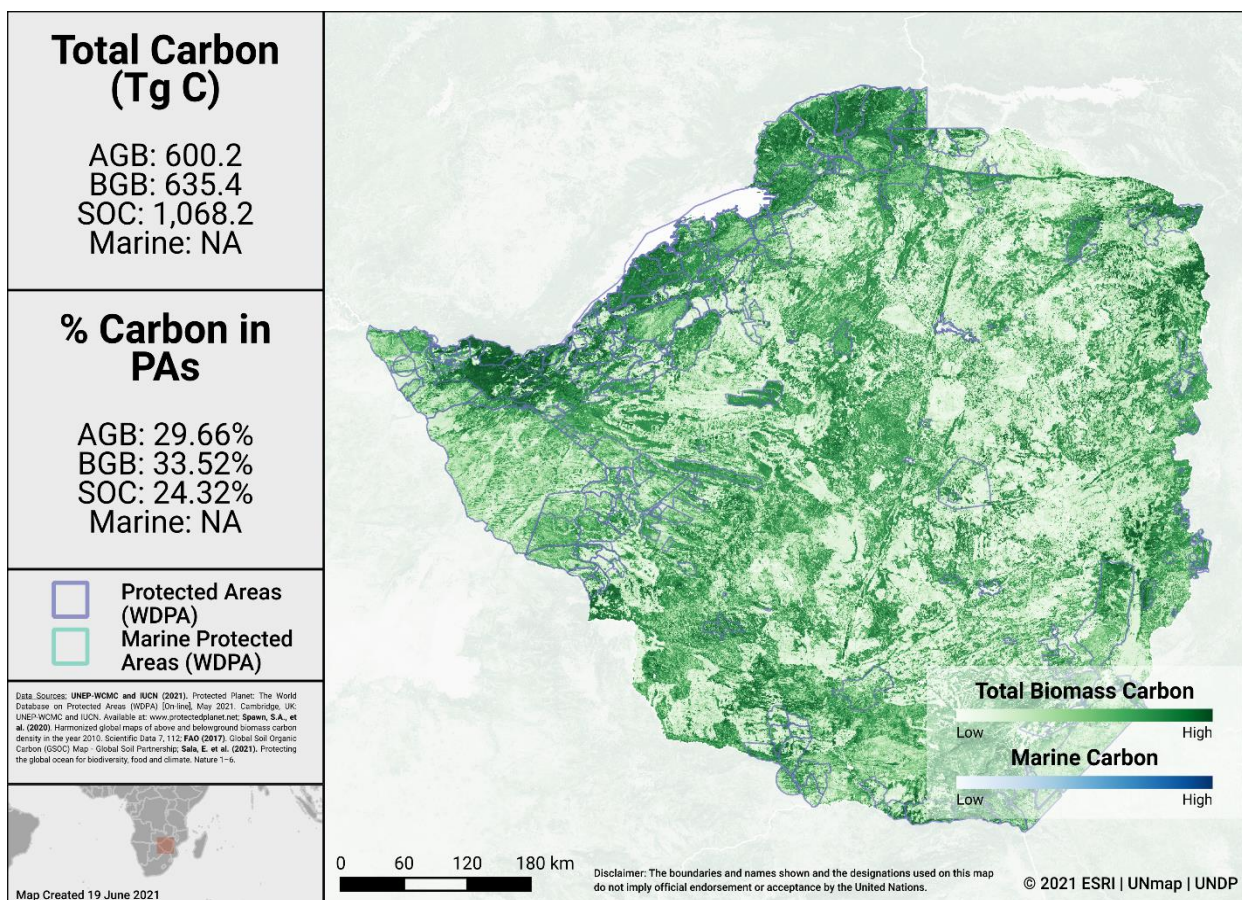 Total Carbon
(Tg C)
AGB: 600.2
BGB: 635.4
SOC: 1,068.2
Marine: NA
% Carbon in
PAs
AGB: 29.66%
BGB: 33.52%
SOC: 24.32%
Marine: NA
Protected Areas
(WDPA)
Marine Protected
Areas (WDPA)
Data Sources: UNEP-WCMC and IUCN (2021). Protected Planet: The World
Database on Protected Areas (WDPA) [On-line], May 2021. Cambridge, UK:
UNEP-WCMC and IUCN. Available at: www.protectedplanet.net; Spawn, S.A., et
al. (2020). Harmonized global maps of above and belowground biomass carbon
density in the year 2010. Scientific Data 7, 112; FAO (2017). Global Soil Organic
Carbon (GSOC) Map - Global Soil Partnership; Sala, E. et al. (2021). Protecting
the global ocean for biodiversity, food and climate. Nature 1–6.
Map Created 19 June 2021
Total Biomass Carbon
Low High
Marine Carbon
Low High
0 60 120 180 km
Disclaimer: The boundaries and names shown and the designations used on this map
do not imply official endorsement or acceptance by the United Nations.
© 2021 ESRI | UNmap | UNDP